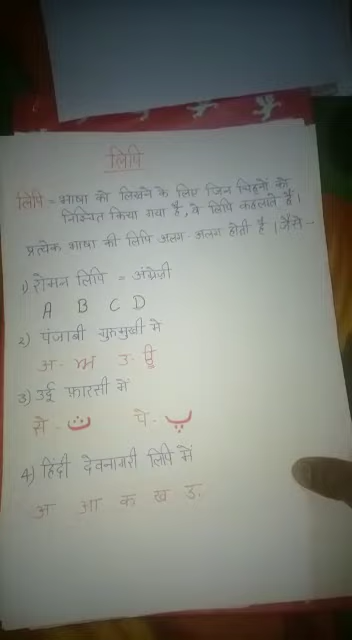 लिपि
लिपि = भाषा को लिखने के लिए जिन चिह्नों को
निश्चित किया गया है, वे लिपि कहलाते हैं।
प्रत्येक भाषा की लिपि अलग-अलग होती है। जैसे -
1) रोमन लिपि = अंग्रेजी
A B C D
2) पंजाबी गुरुमुखी में
अ - ਅ उ -
3) उर्दू फ़ारसी में
से - ث पे - پ
4) हिंदी देवनागरी लिपि में
अ आ क ख ड.